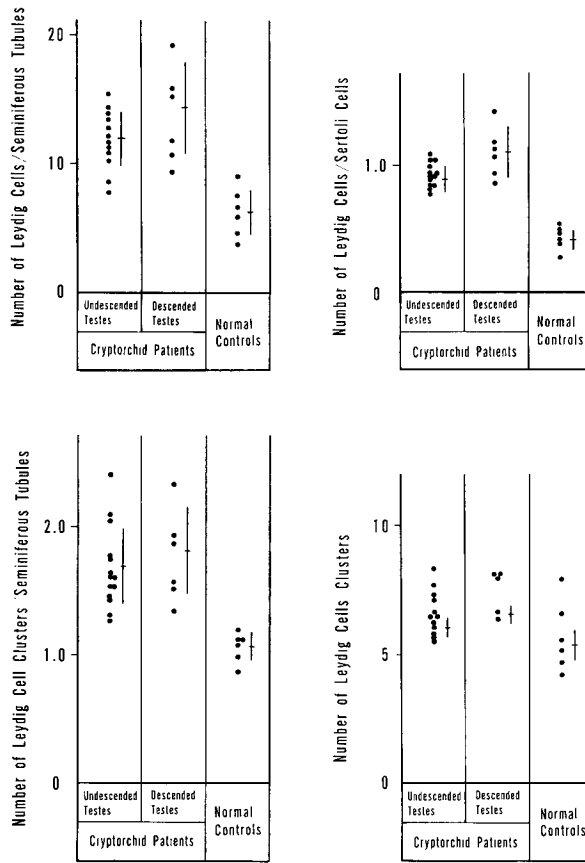 Number of Leydig Cells/Seminiferous Tubules
20
10
0
Undescended
Testes
Descended
Testes
Normal
Controls
Cryptorchid Patients
Number of Leydig Cells/Sertoli Cells
1.0
0
Undescended
Testes
Descended
Testes
Normal
Controls
Cryptorchid Patients
Number of Leydig Cell Clusters Seminiferous Tubules
2.0
1.0
0
Undescended
Testes
Descended
Testes
Normal
Controls
Cryptorchid Patients
Number of Leydig Cells Clusters
10
5
0
Undescended
Testes
Descended
Testes
Normal
Controls
Cryptorchid Patients